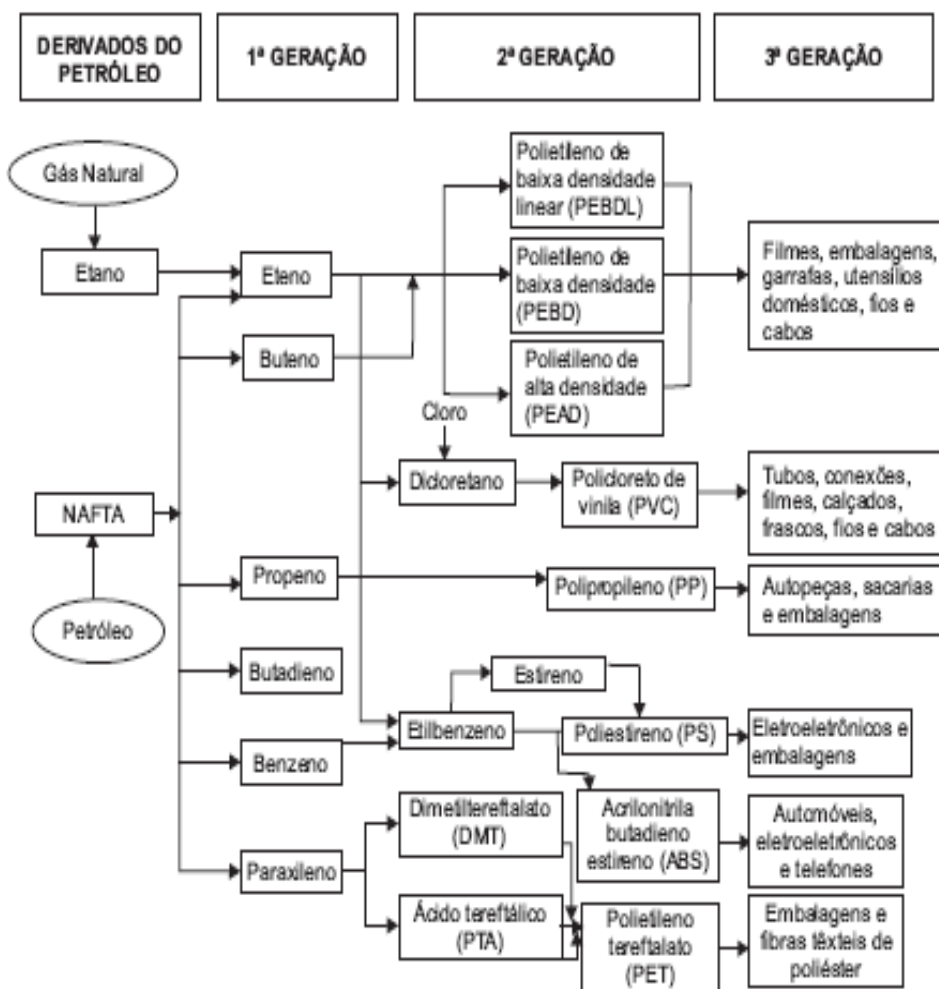 DERIVADOS DO
PETRÓLEO
1ª GERAÇÃO
2ª GERAÇÃO
3ª GERAÇÃO
Gás Natural
Etano
NAFTA
Petróleo
Eteno
Buteno
Propeno
Butadieno
Benzeno
Paraxileno
Polietileno de
baixa densidade
linear (PEBDL)
Polietileno de
baixa densidade
(PEBD)
Polietileno de
alta densidade
(PEAD)
Cloro
Dicloretano
Policloreto de
vinila (PVC)
Polipropileno (PP)
Estireno
Etilbenzeno
Poliestireno (PS)
Dimetiltereftalato
(DMT)
Acrilonitrila
butadieno
estireno (ABS)
Ácido tereftálico
(PTA)
Polietileno
tereftalato
(PET)
Filmes, embalagens,
garrafas, utensílios
domésticos, fios e
cabos
Tubos, conexões,
filmes, calçados,
frascos, fios e cabos
Autopeças, sacarias
e embalagens
Eletroeletrônicos e
embalagens
Automóveis,
eletroeletrônicos
e telefones
Embalagens e
fibras têxteis de
poliéster